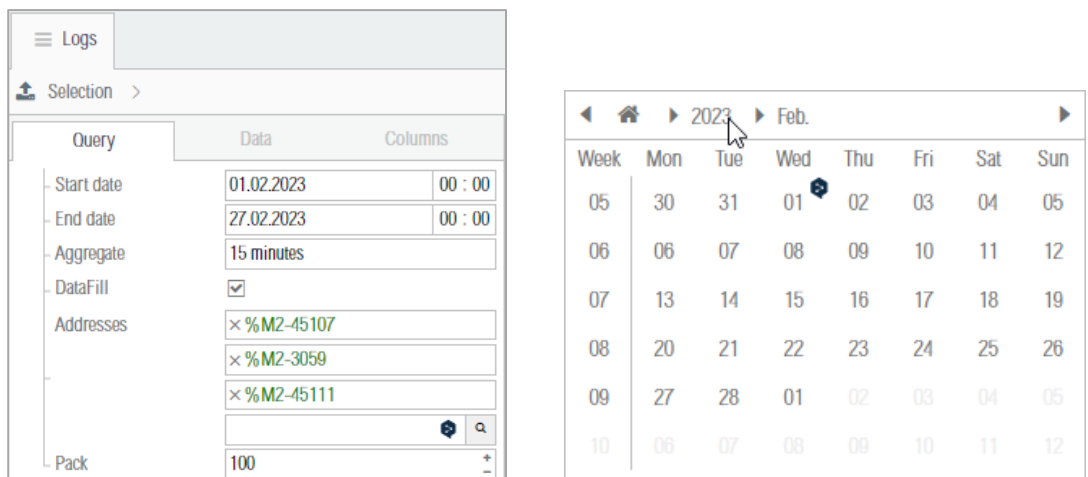 Logs
Selection >
Query Data Columns
Start date 01.02.2023 00 : 00
End date 27.02.2023 00 : 00
Aggregate 15 minutes
DataFill
Addresses ×%M2-45107
×%M2-3059
×%M2-45111
Pack 100 + −
2023 Feb.
Week Mon Tue Wed Thu Fri Sat Sun
05 30 31 01 02 03 04 05
06 06 07 08 09 10 11 12
07 13 14 15 16 17 18 19
08 20 21 22 23 24 25 26
09 27 28 01 02 03 04 05
10 06 07 08 09 10 11 12